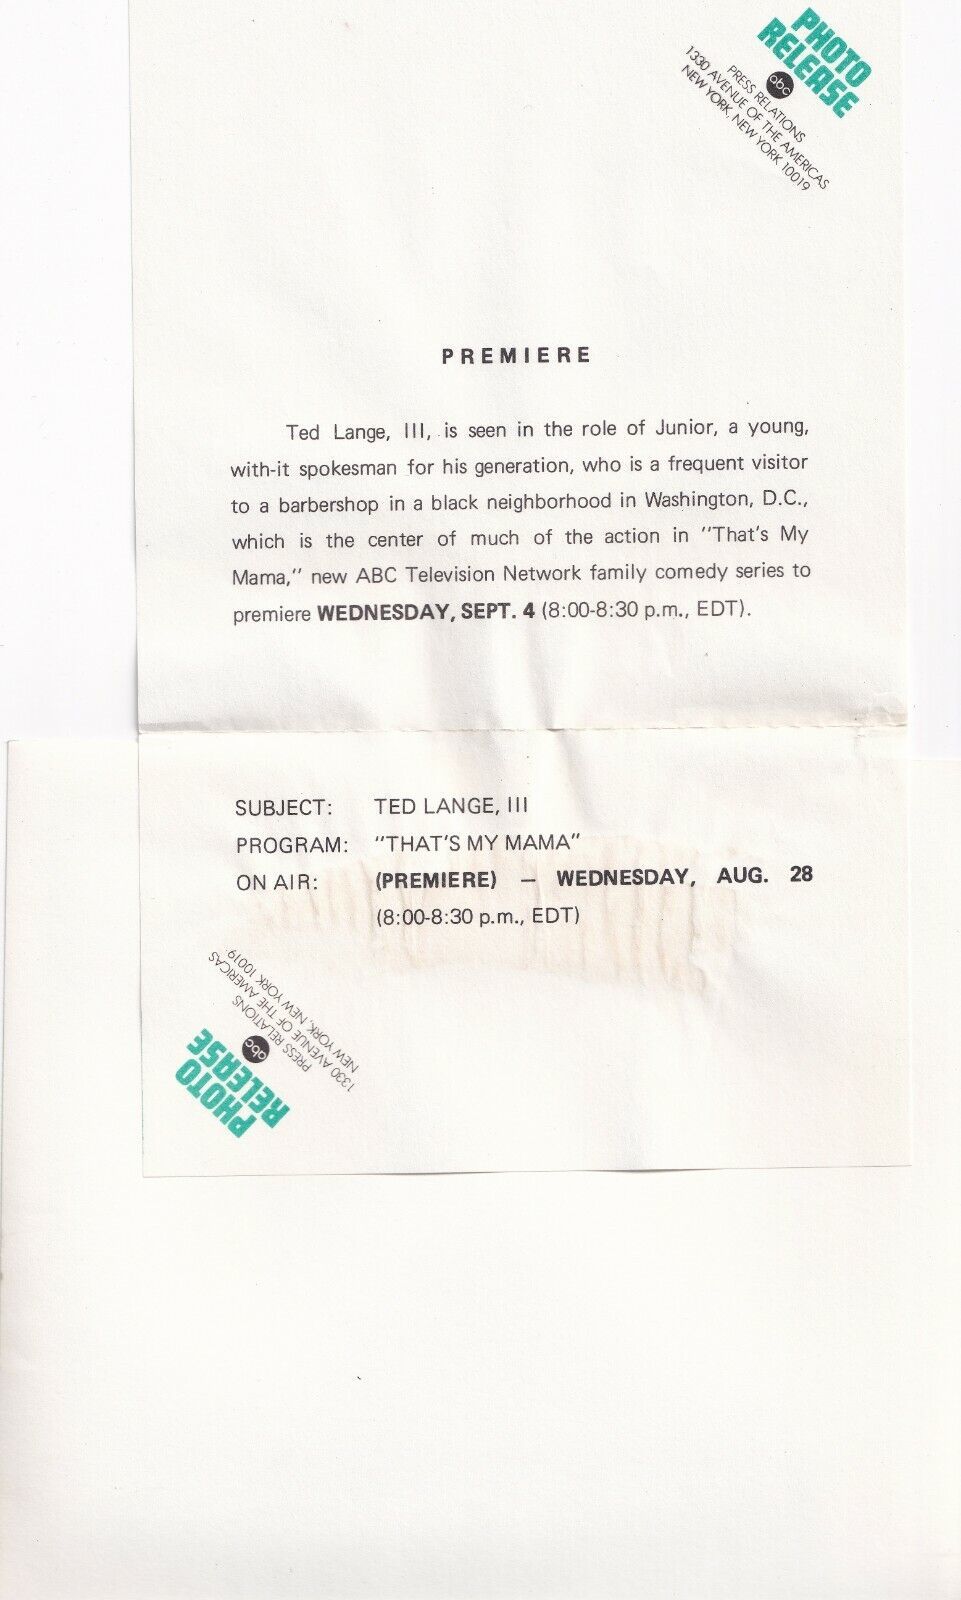 PHOTO
RELEASE
abc
PRESS RELATIONS
1330 AVENUE OF THE AMERICAS
NEW YORK, NEW YORK 10019
PREMIERE
Ted Lange, III, is seen in the role of Junior, a young,
with-it spokesman for his generation, who is a frequent visitor
to a barbershop in a black neighborhood in Washington, D.C.,
which is the center of much of the action in "That's My
Mama," new ABC Television Network family comedy series to
premiere WEDNESDAY, SEPT. 4 (8:00-8:30 p.m., EDT).
SUBJECT: TED LANGE, III
PROGRAM: "THAT'S MY MAMA"
ON AIR: (PREMIERE) — WEDNESDAY, AUG. 28
(8:00-8:30 p.m., EDT)
PHOTO
RELEASE
abc
PRESS RELATIONS
1330 AVENUE OF THE AMERICAS
NEW YORK, NEW YORK 10019